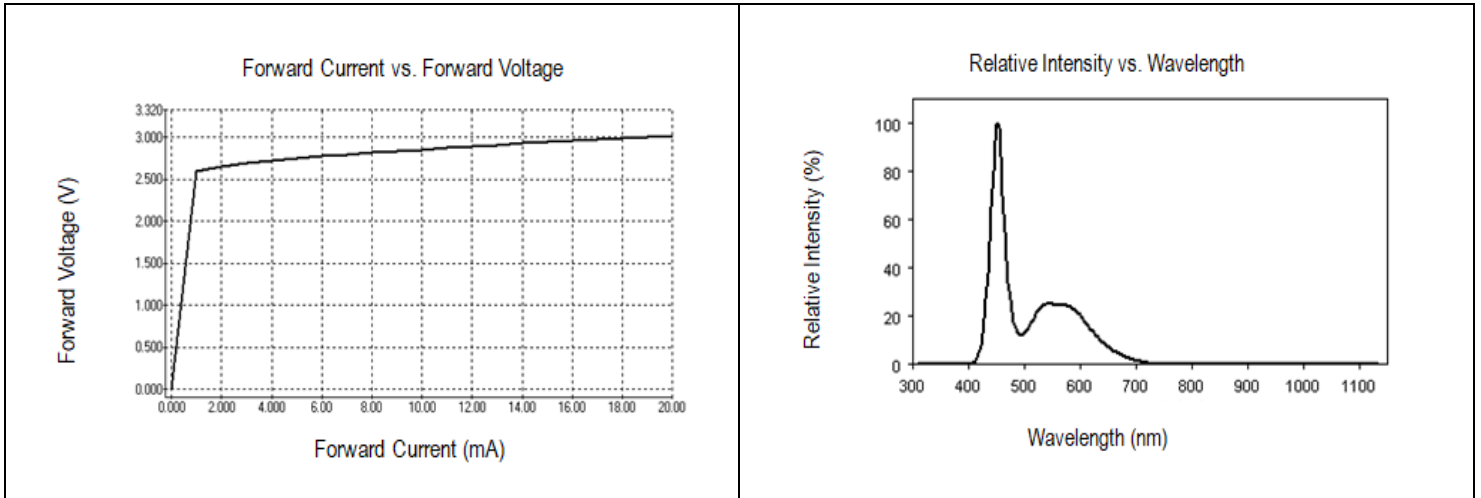 Forward Current vs. Forward Voltage
3.320
3.000
2.500
2.000
1.500
1.000
0.500
0.000
Forward Voltage (V)
0.000 2.000 4.000 6.00 8.00 10.00 12.00 14.00 16.00 18.00 20.00
Forward Current (mA)
Relative Intensity vs. Wavelength
100
80
60
40
20
0
Relative Intensity (%)
300 400 500 600 700 800 900 1000 1100
Wavelength (nm)